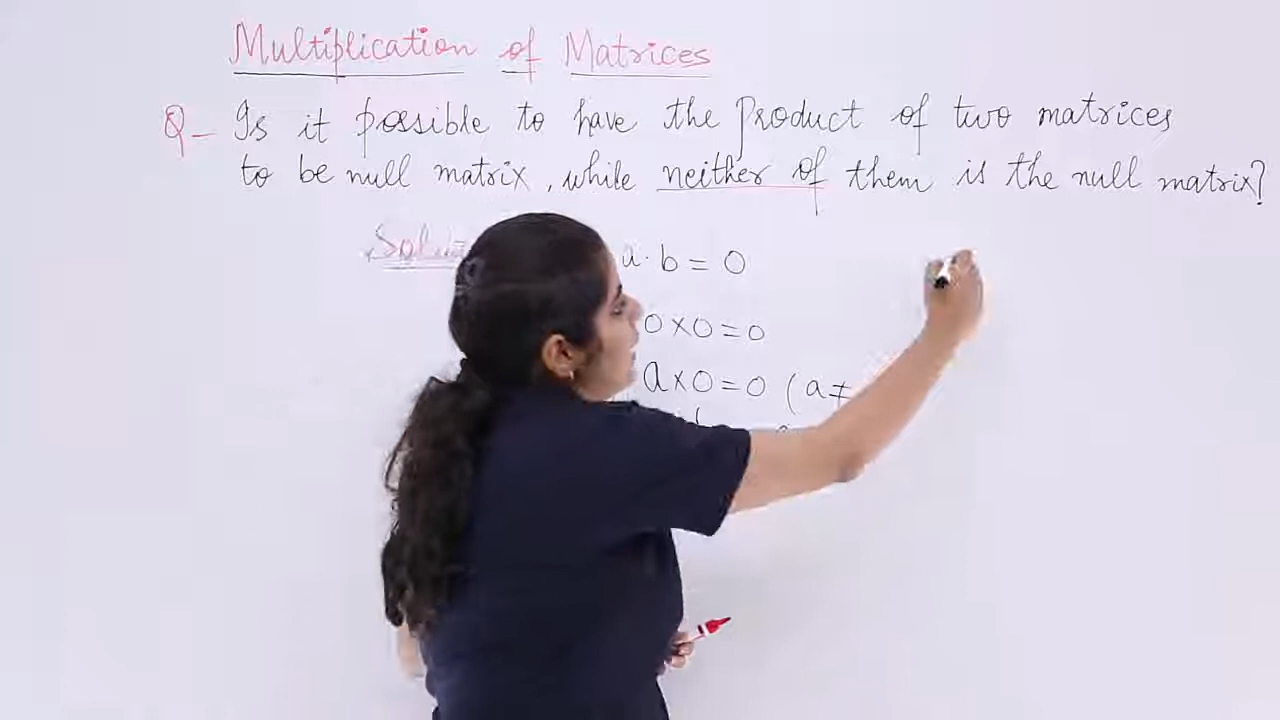 Multiplication of Matrices
Q- Is it possible to have the Product of two matrices
to be null matrix, while neither of them is the null matrix?
a. b = 0
0 × 0 = 0
a × 0 = 0 ( a ≠